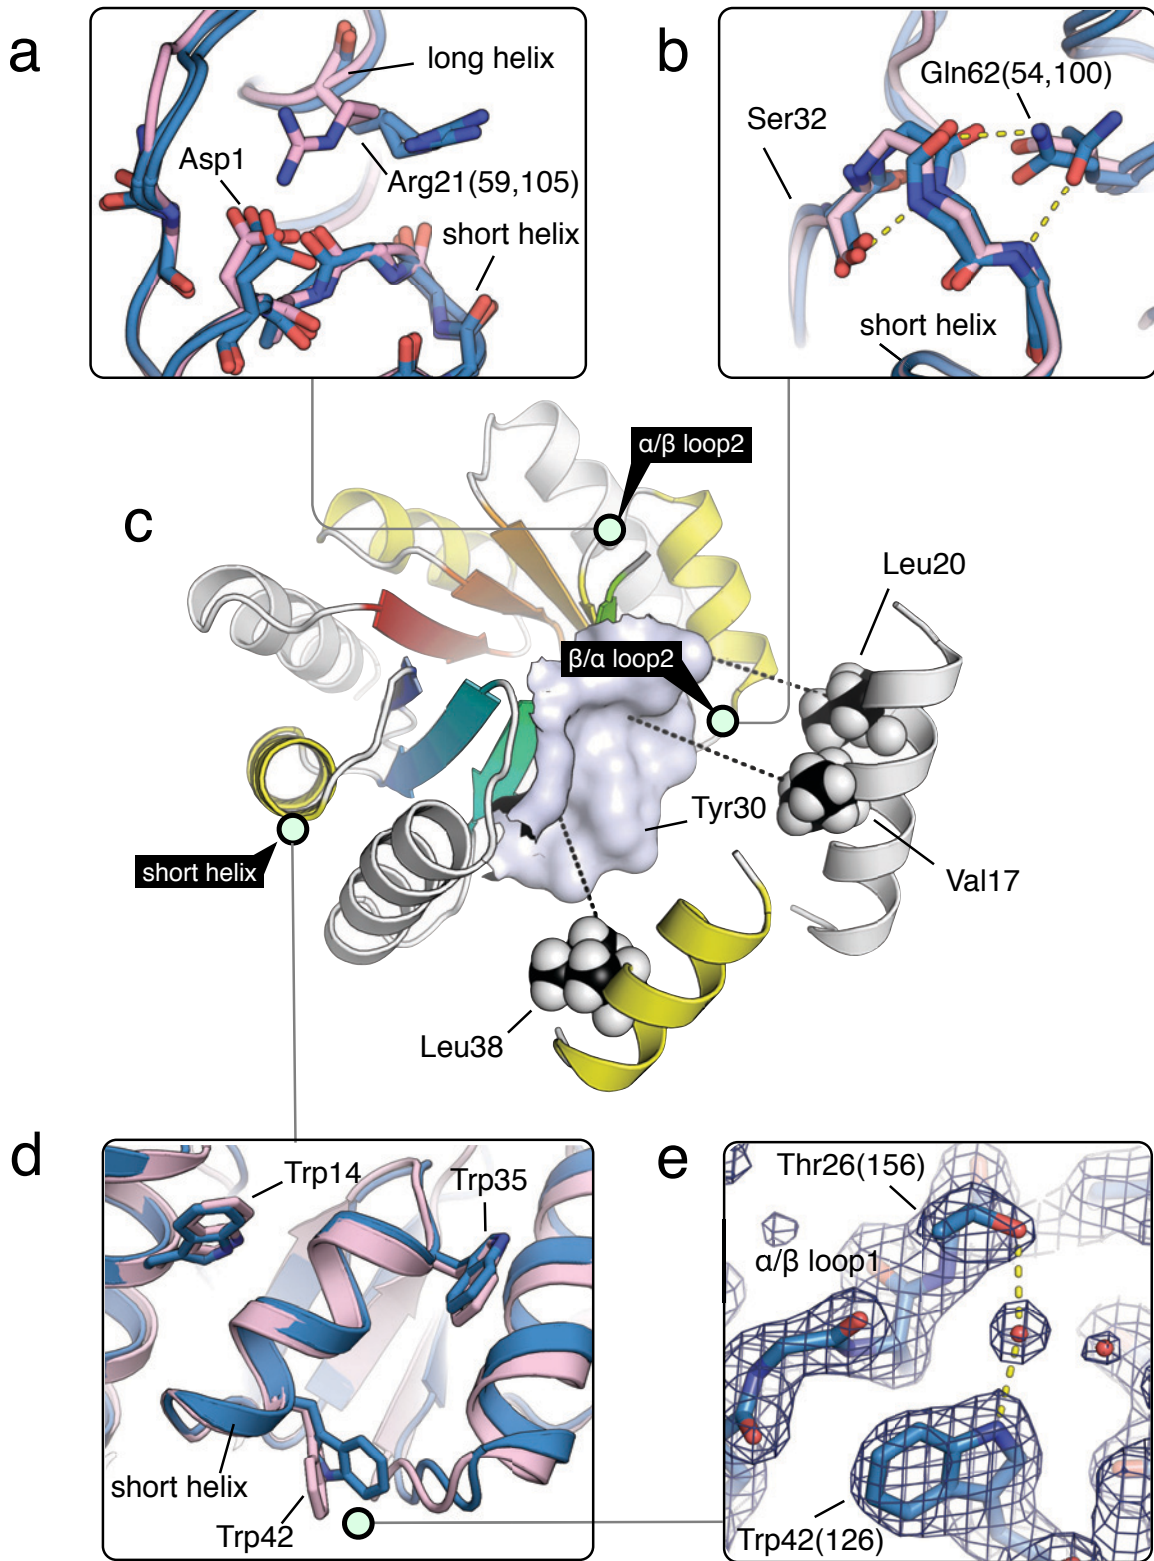 a
long helix
Asp1
Arg21(59,105)
short helix
b
Gln62(54,100)
Ser32
short helix
c
α/β loop2
Leu20
β/α loop2
Tyr30
Val17
short helix
Leu38
d
Trp14
Trp35
short helix
Trp42
e
Thr26(156)
α/β loop1
Trp42(126)